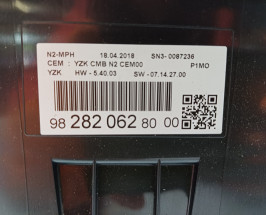 N2-MPH 18.04.2018 SN3- 0087236
CEM : YZK CMB N2 CEM00 P1MO
YZK HW - 5.40.03 SW -07.14.27.00
98 282 062 80 00